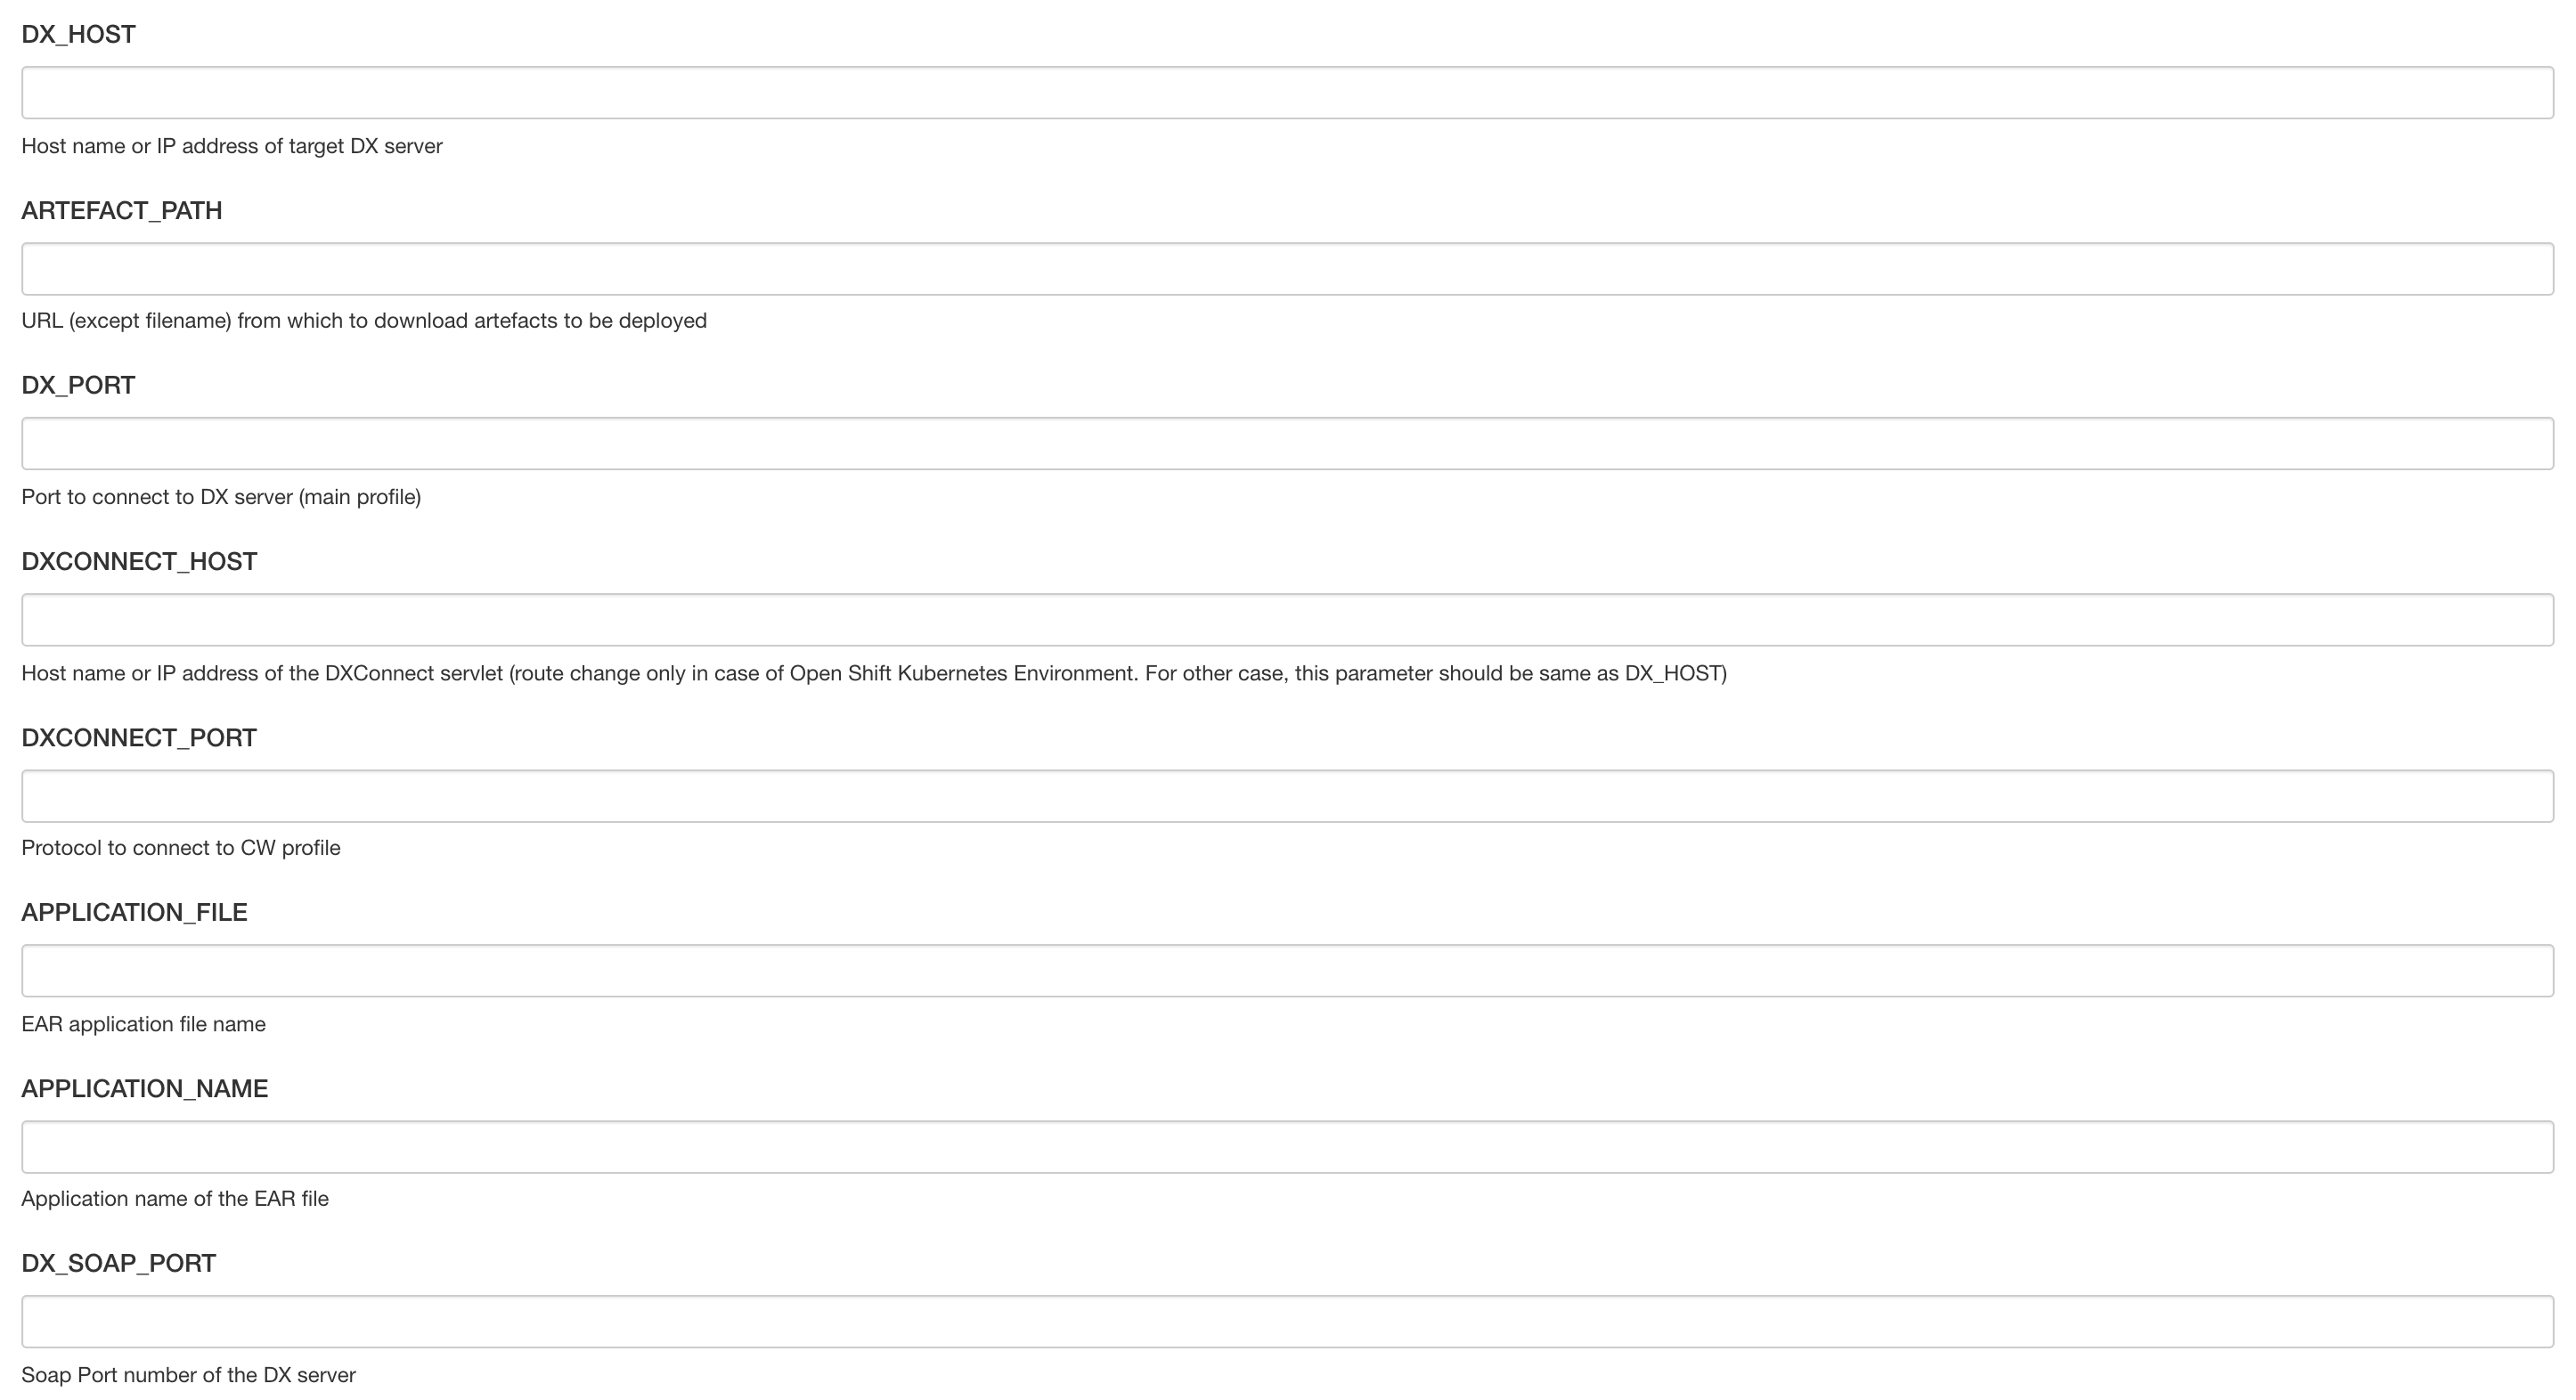 DX_HOST
Host name or IP address of target DX server
ARTEFACT_PATH
URL (except filename) from which to download artefacts to be deployed
DX_PORT
Port to connect to DX server (main profile)
DXCONNECT_HOST
Host name or IP address of the DXConnect servlet (route change only in case of Open Shift Kubernetes Environment. For other case, this parameter should be same as DX_HOST)
DXCONNECT_PORT
Protocol to connect to CW profile
APPLICATION_FILE
EAR application file name
APPLICATION_NAME
Application name of the EAR file
DX_SOAP_PORT
Soap Port number of the DX server